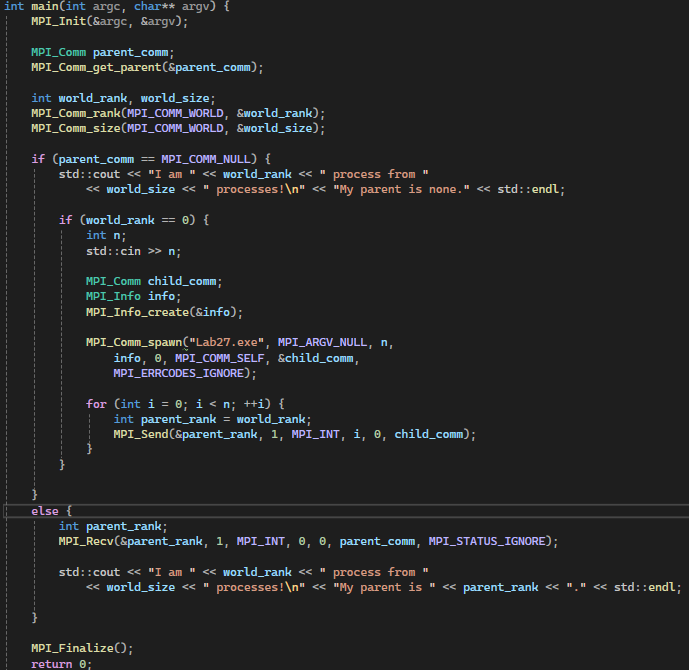 int main(int argc, char** argv) {
    MPI_Init(&argc, &argv);

    MPI_Comm parent_comm;
    MPI_Comm_get_parent(&parent_comm);

    int world_rank, world_size;
    MPI_Comm_rank(MPI_COMM_WORLD, &world_rank);
    MPI_Comm_size(MPI_COMM_WORLD, &world_size);

    if (parent_comm == MPI_COMM_NULL) {
        std::cout << "I am " << world_rank << " process from "
            << world_size << " processes!\n" << "My parent is none." << std::endl;

        if (world_rank == 0) {
            int n;
            std::cin >> n;

            MPI_Comm child_comm;
            MPI_Info info;
            MPI_Info_create(&info);

            MPI_Comm_spawn("Lab27.exe", MPI_ARGV_NULL, n,
                info, 0, MPI_COMM_SELF, &child_comm,
                MPI_ERRCODES_IGNORE);

            for (int i = 0; i < n; ++i) {
                int parent_rank = world_rank;
                MPI_Send(&parent_rank, 1, MPI_INT, i, 0, child_comm);
            }
        }

    }
    else {
        int parent_rank;
        MPI_Recv(&parent_rank, 1, MPI_INT, 0, 0, parent_comm, MPI_STATUS_IGNORE);

        std::cout << "I am " << world_rank << " process from "
            << world_size << " processes!\n" << "My parent is " << parent_rank << "." << std::endl;

    }

    MPI_Finalize();
    return 0;